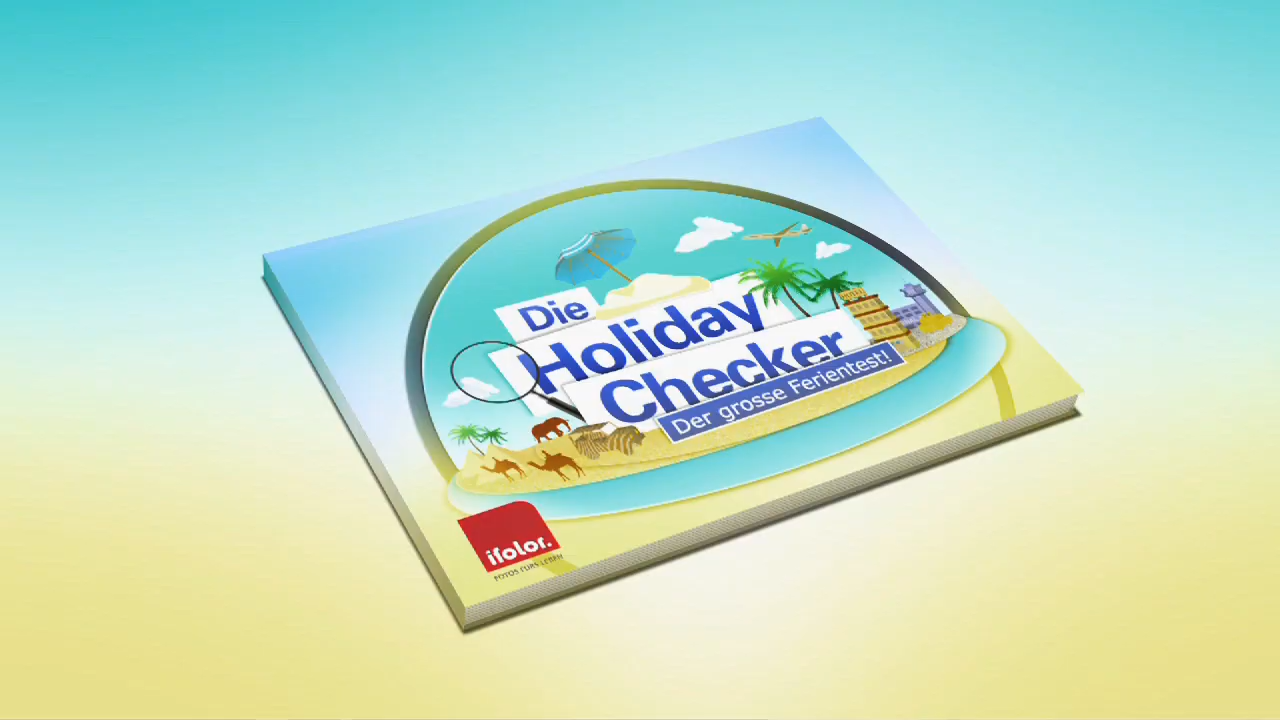 Die
Holiday
Checker
Der grosse Ferientest!
ifolor.
FOTOS FÜRS LEBEN